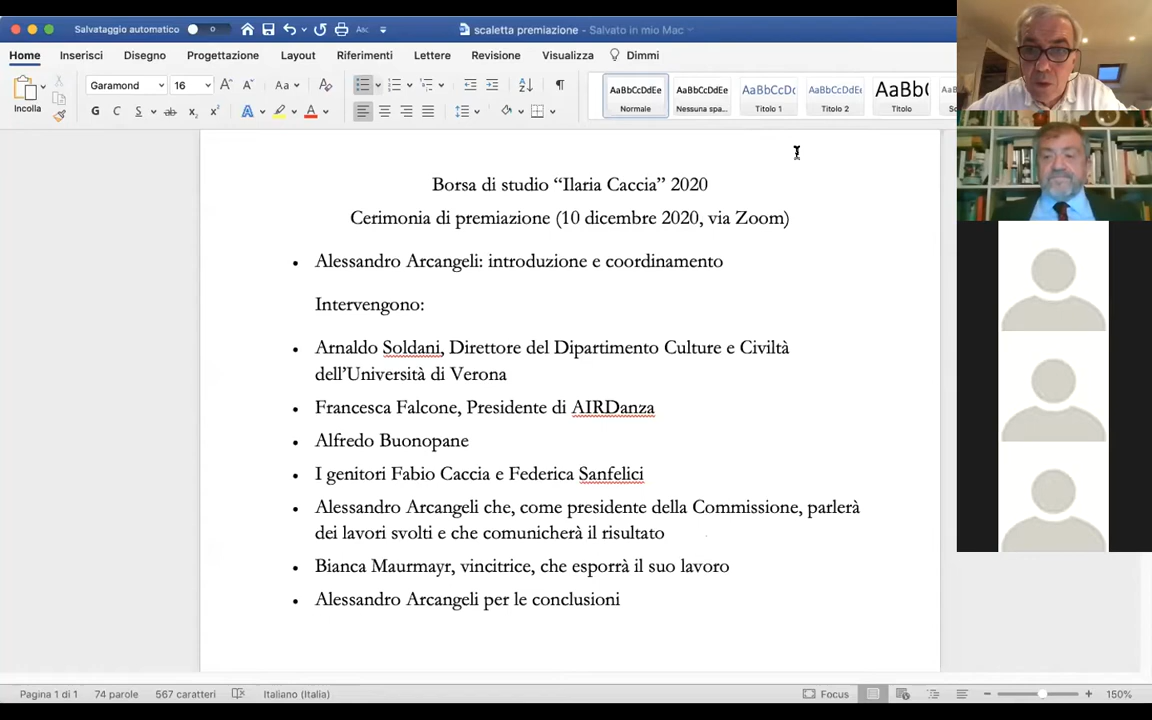 Salvataggio automatico
scaletta premiazione - Salvato in mio Mac
Home Inserisci Disegno Progettazione Layout Riferimenti Lettere Revisione Visualizza Dimmi
Incolla
Garamond 16
AaBbCcDdEe AaBbCcDdEe AaBbCcDc AaBbCcDdEe AaBb(
Normale Nessuna spa... Titolo 1 Titolo 2 Titolo
Borsa di studio “Ilaria Caccia” 2020
Cerimonia di premiazione (10 dicembre 2020, via Zoom)
• Alessandro Arcangeli: introduzione e coordinamento
Intervengono:
• Arnaldo Soldani, Direttore del Dipartimento Culture e Civiltà
dell’Università di Verona
• Francesca Falcone, Presidente di AIRDanza
• Alfredo Buonopane
• I genitori Fabio Caccia e Federica Sanfelici
• Alessandro Arcangeli che, come presidente della Commissione, parlerà
dei lavori svolti e che comunicherà il risultato
• Bianca Maurmayr, vincitrice, che esporrà il suo lavoro
• Alessandro Arcangeli per le conclusioni
Pagina 1 di 1 74 parole 567 caratteri Italiano (Italia) Focus 150%